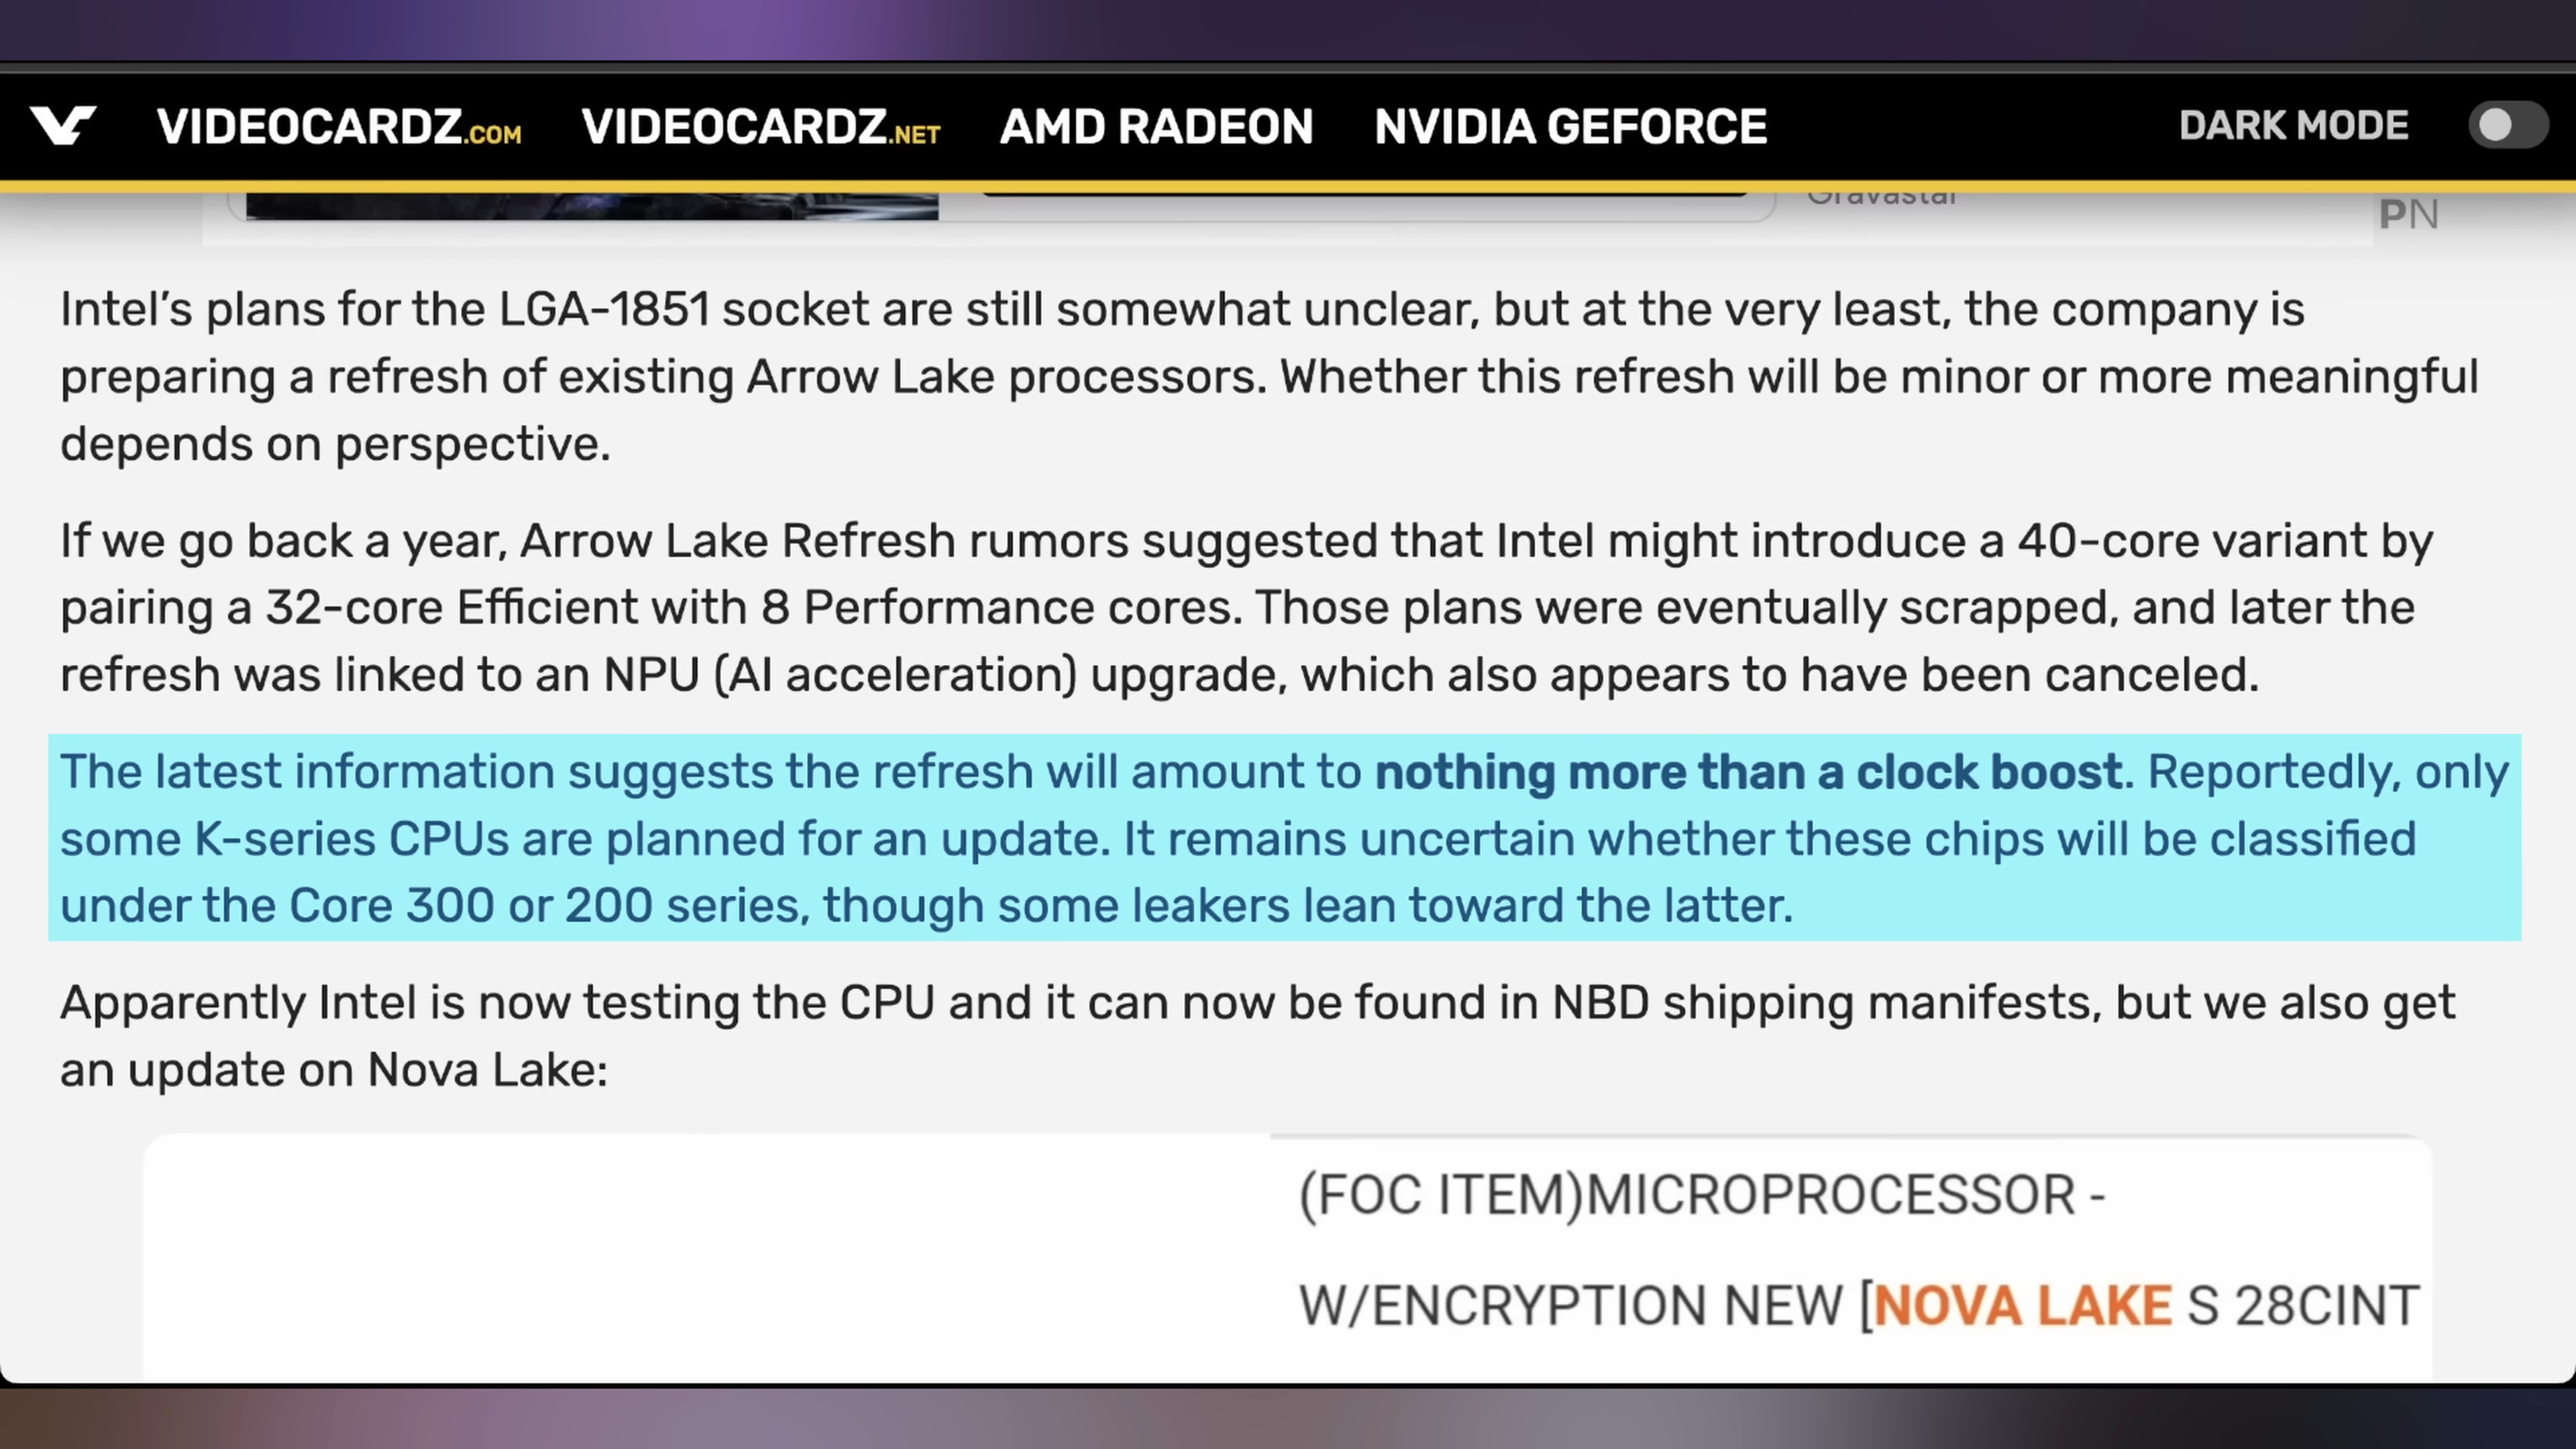 VIDEOCARDZ.COM VIDEOCARDZ.NET AMD RADEON NVIDIA GEFORCE DARK MODE
Gravastar
PN
Intel’s plans for the LGA-1851 socket are still somewhat unclear, but at the very least, the company is
preparing a refresh of existing Arrow Lake processors. Whether this refresh will be minor or more meaningful
depends on perspective.
If we go back a year, Arrow Lake Refresh rumors suggested that Intel might introduce a 40-core variant by
pairing a 32-core Efficient with 8 Performance cores. Those plans were eventually scrapped, and later the
refresh was linked to an NPU (AI acceleration) upgrade, which also appears to have been canceled.
The latest information suggests the refresh will amount to nothing more than a clock boost. Reportedly, only
some K-series CPUs are planned for an update. It remains uncertain whether these chips will be classified
under the Core 300 or 200 series, though some leakers lean toward the latter.
Apparently Intel is now testing the CPU and it can now be found in NBD shipping manifests, but we also get
an update on Nova Lake:
(FOC ITEM)MICROPROCESSOR -
W/ENCRYPTION NEW [NOVA LAKE S 28CINT